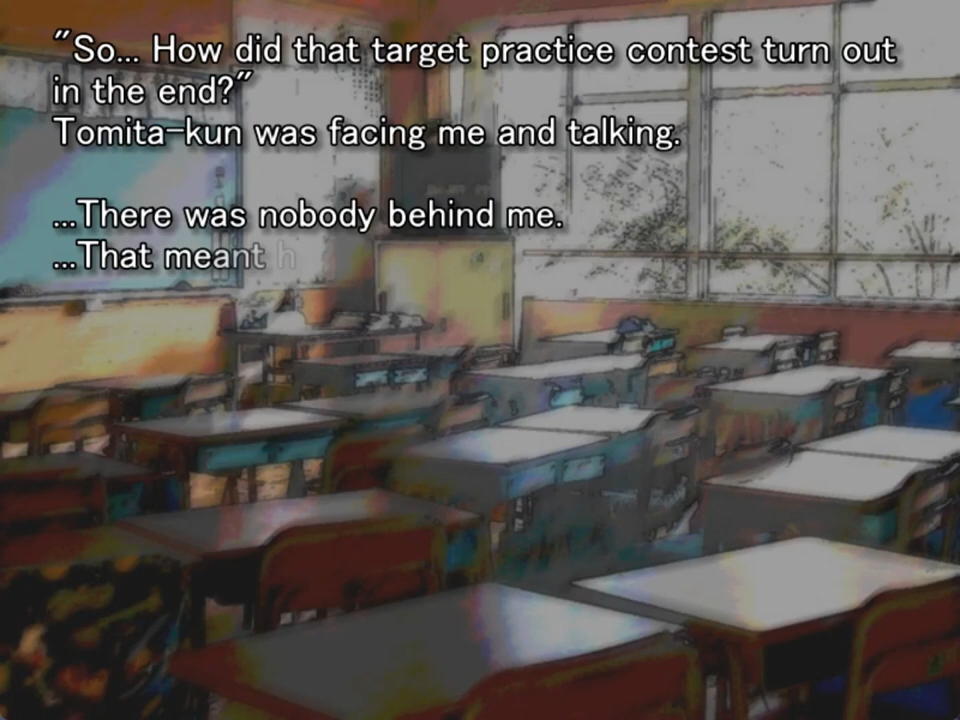 "So... How did that target practice contest turn out
in the end?"
Tomita-kun was facing me and talking.
...There was nobody behind me.
...That meant h